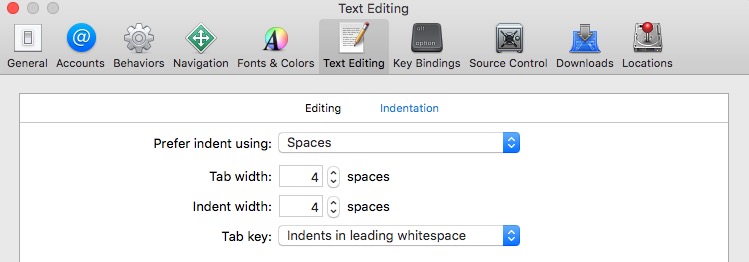 Text Editing
alt
option
General Accounts Behaviors Navigation Fonts & Colors Text Editing Key Bindings Source Control Downloads Locations
Editing Indentation
Prefer indent using: Spaces
Tab width: 4 spaces
Indent width: 4 spaces
Tab key: Indents in leading whitespace